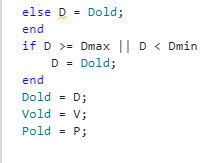 else D = Dold;
end
if D >= Dmax || D < Dmin
D = Dold;
end
Dold = D;
Vold = V;
Pold = P;